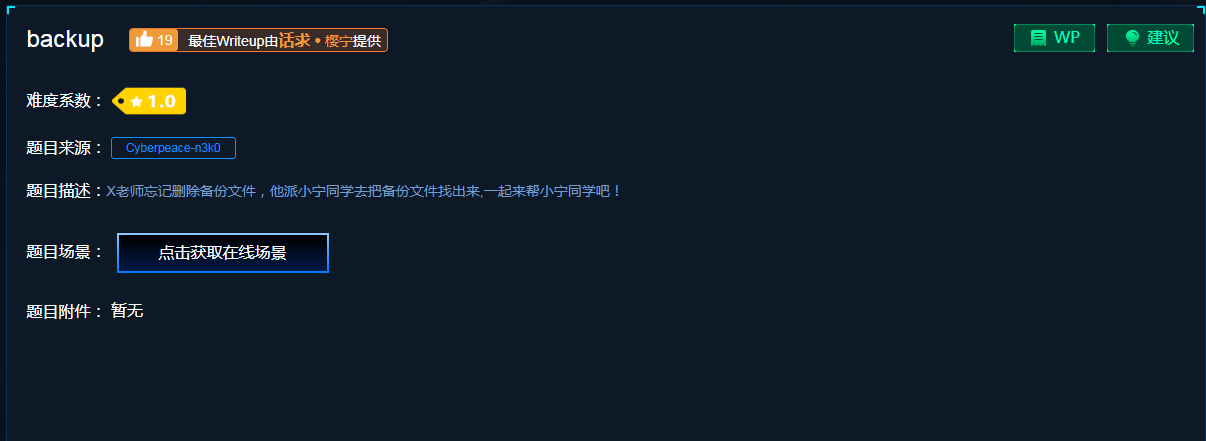 backup 19 最佳Writeup由话求 • 樱宁提供 WP 建议
难度系数： 1.0
题目来源： Cyberpeace-n3k0
题目描述：X老师忘记删除备份文件，他派小宁同学去把备份文件找出来,一起来帮小宁同学吧！
题目场景： 点击获取在线场景
题目附件： 暂无